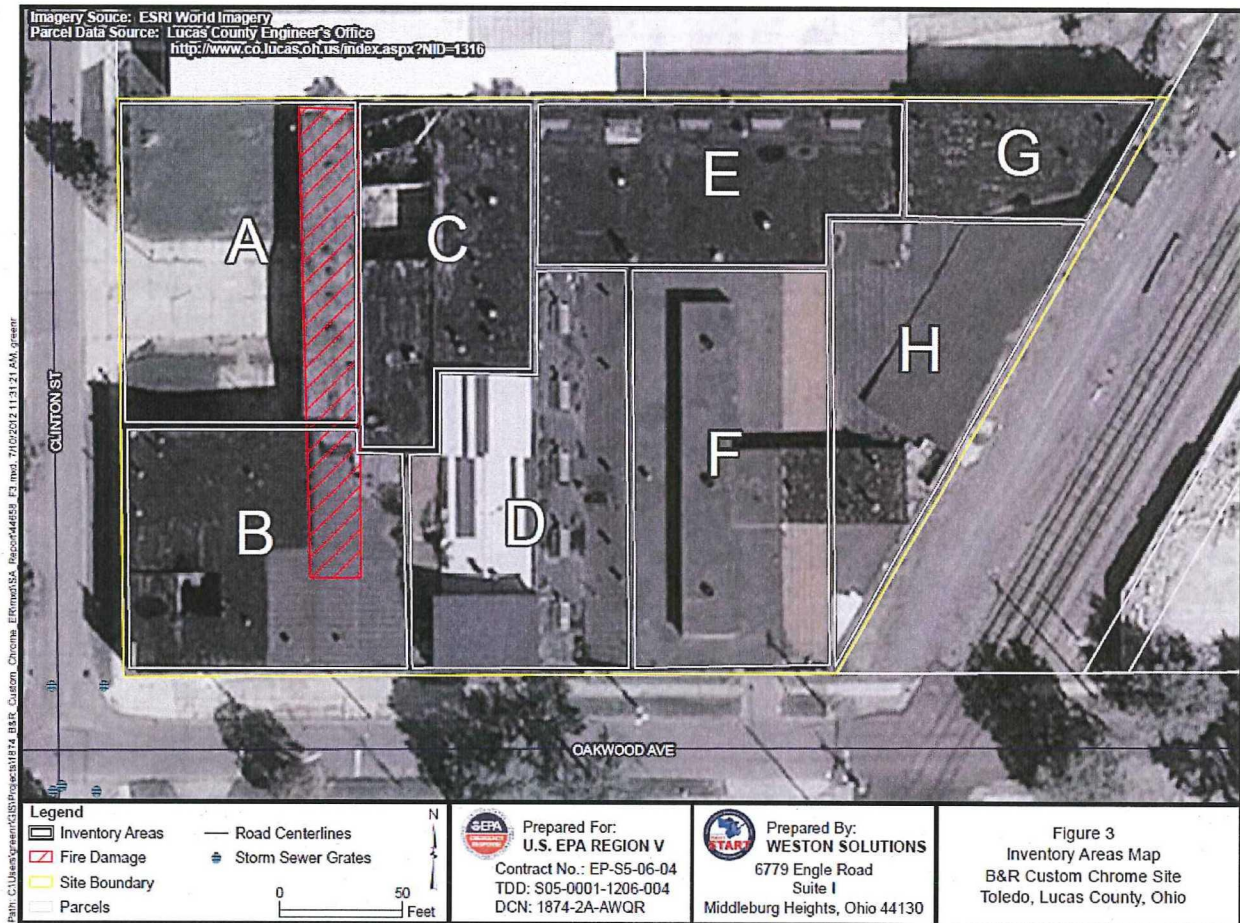 Imagery Souce: ESRI World Imagery
Parcel Data Source: Lucas County Engineer's Office
http://www.co.lucas.oh.us/index.aspx?NID=1316
A
B
C
D
E
F
G
H
CLINTON ST
OAKWOOD AVE
Legend
Inventory Areas
Fire Damage
Site Boundary
Parcels
Road Centerlines
Storm Sewer Grates
N
0 50
Feet
EPA
EMERGENCY
RESPONSE
Prepared For:
U.S. EPA REGION V
Contract No.: EP-S5-06-04
TDD: S05-0001-1206-004
DCN: 1874-2A-AWQR
START
Prepared By:
WESTON SOLUTIONS
6779 Engle Road
Suite I
Middleburg Heights, Ohio 44130
Figure 3
Inventory Areas Map
B&R Custom Chrome Site
Toledo, Lucas County, Ohio